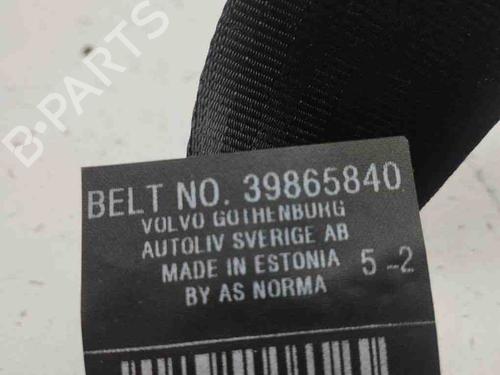 B-PARTS
BELT NO. 39865840
VOLVO GOTHENBURG
AUTOLIV SVERIGE AB
MADE IN ESTONIA 5-2
BY AS NORMA